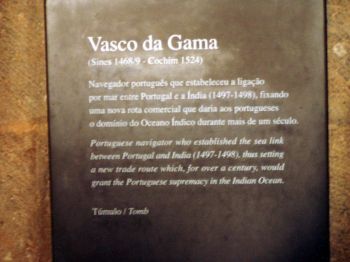 Vasco da Gama
(Sines 1468/9 - Cochim 1524)
Navegador português que estabeleceu a ligação
por mar entre Portugal e a Índia (1497-1498), fixando
uma nova rota comercial que daria aos portugueses
o domínio do Oceano Índico durante mais de um século.
Portuguese navigator who established the sea link
between Portugal and India (1497-1498), thus setting
a new trade route which, for over a century, would
grant the Portuguese supremacy in the Indian Ocean.
Túmulo / Tomb